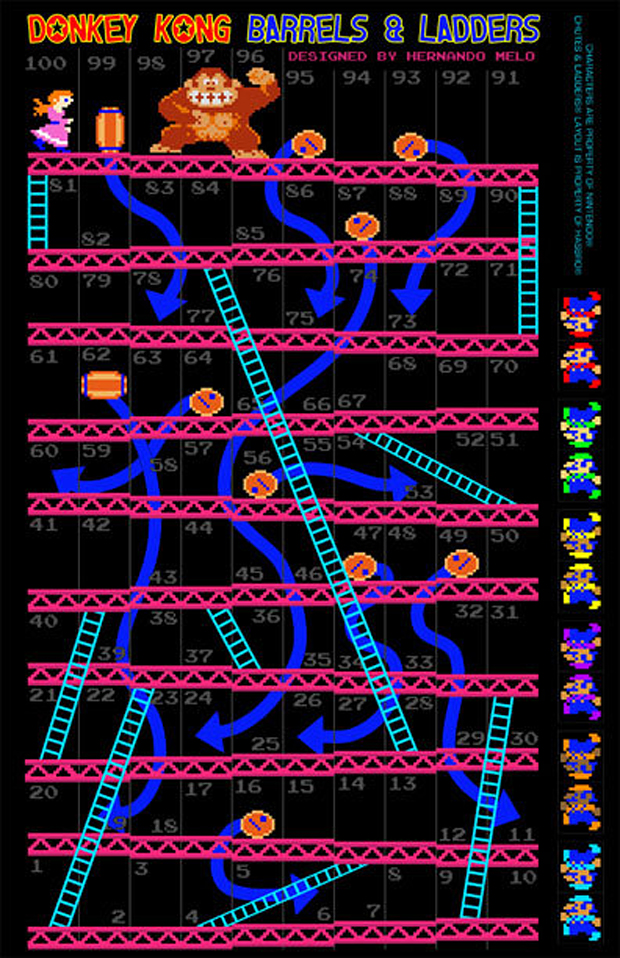 DONKEY KONG BARRELS & LADDERS
DESIGNED BY HERNANDO MELO
CHARACTERS ARE PROPERTY OF NINTENDO®
CHUTES & LADDERS® LAYOUT IS PROPERTY OF HASBRO®
100 99 98 97 96 95 94 93 92 91
81 82 83 84 85 86 87 88 89 90
80 79 78 77 76 75 74 73 72 71
61 62 63 64 65 66 67 68 69 70
60 59 58 57 56 55 54 53 52 51
41 42 43 44 45 46 47 48 49 50
40 39 38 37 36 35 34 33 32 31
21 22 23 24 25 26 27 28 29 30
20 19 18 17 16 15 14 13 12 11
1 2 3 4 5 6 7 8 9 10